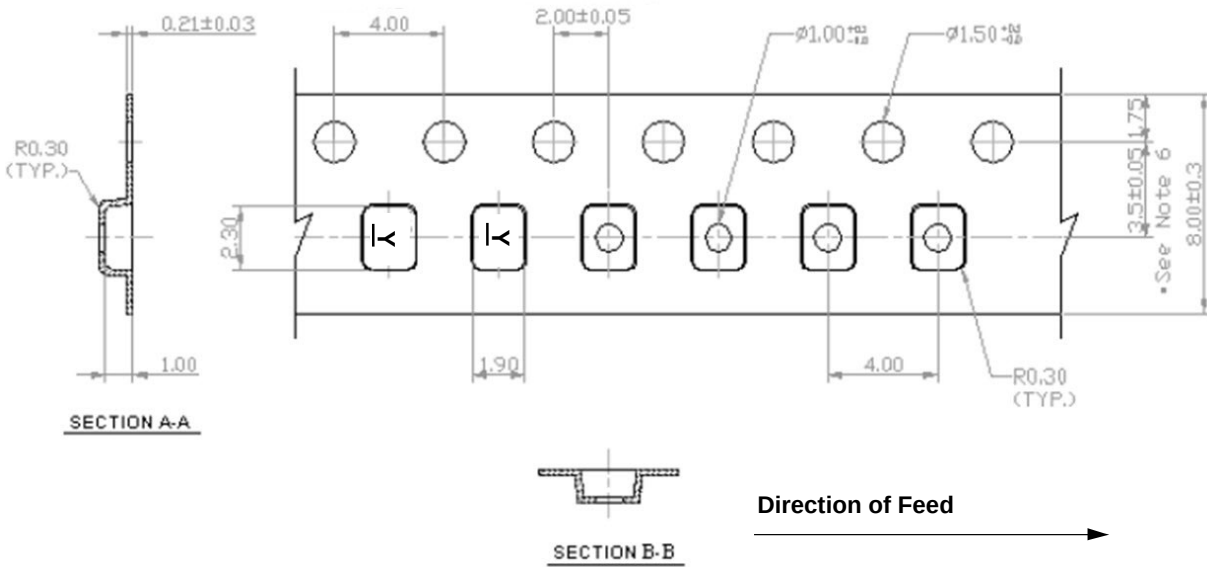 0.21±0.03
4.00
2.00±0.05
ø1.00
ø1.50
R0.30
(TYP.)
1.75
3.5±0.05
•See Note 6
8.00±0.3
2.30
Y
Y
1.00
1.90
4.00
R0.30
(TYP.)
SECTION A-A
SECTION B-B
Direction of Feed